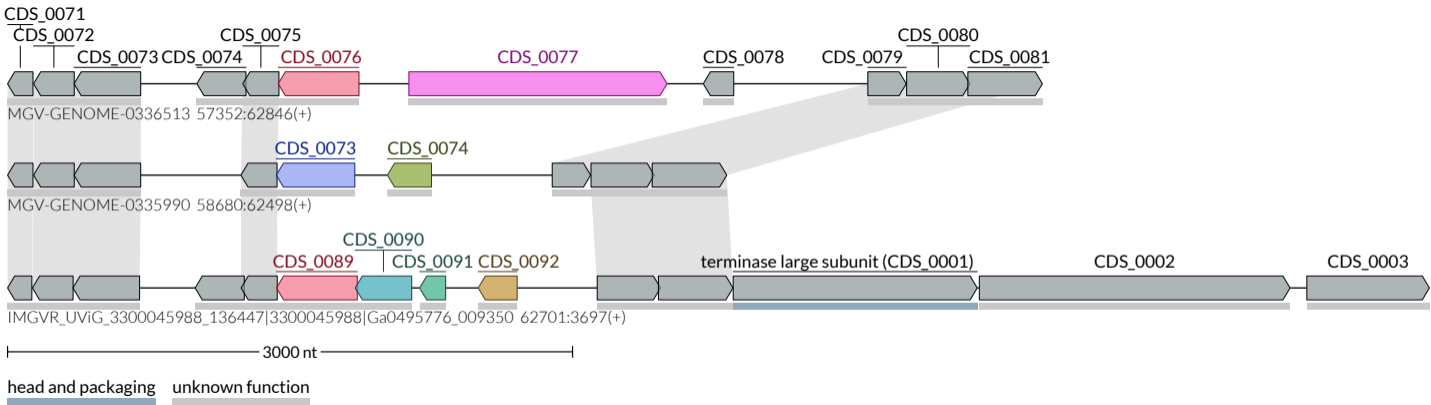 CDS_0071
CDS_0072 CDS_0075 CDS_0080
CDS_0073 CDS_0074 CDS_0076 CDS_0077 CDS_0078 CDS_0079 CDS_0081
MGV-GENOME-0336513 57352:62846(+)
CDS_0073 CDS_0074
MGV-GENOME-0335990 58680:62498(+)
CDS_0090
CDS_0089 CDS_0091 CDS_0092 terminase large subunit (CDS_0001) CDS_0002 CDS_0003
IMGVR_UViG_3300045988_136447|3300045988|Ga0495776_009350 62701:3697(+)
3000 nt
head and packaging unknown function